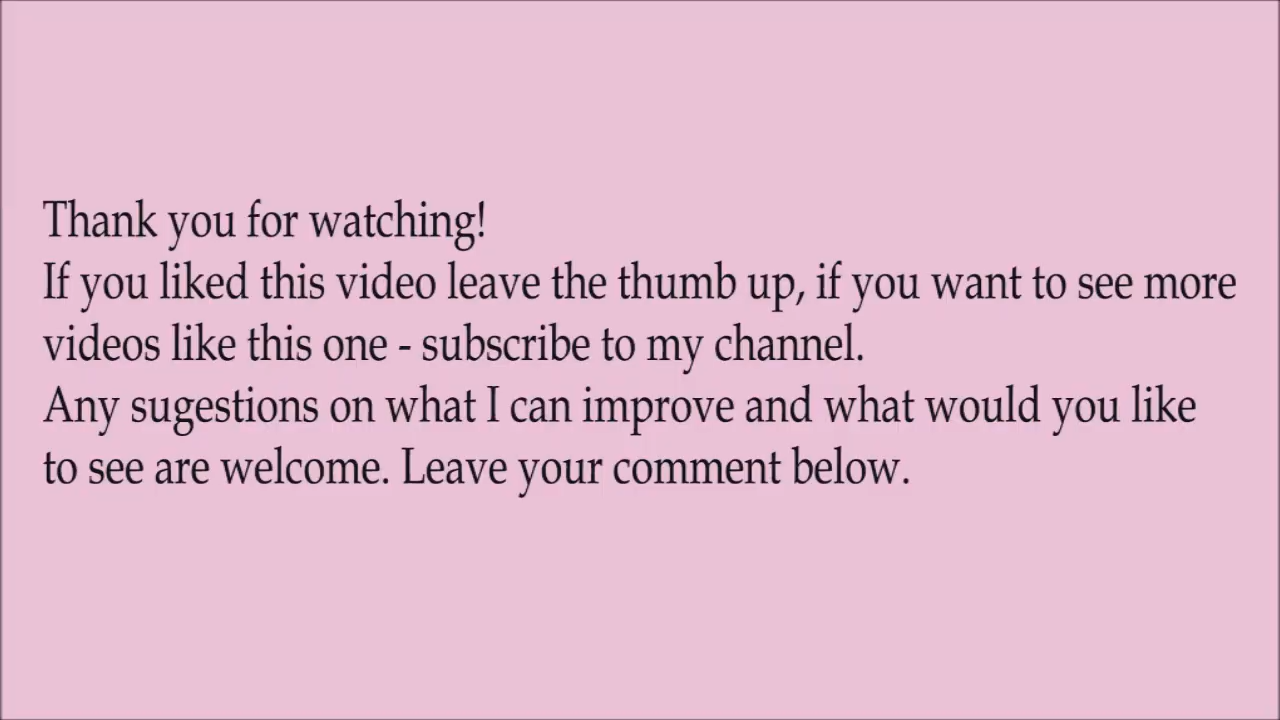 Thank you for watching!
If you liked this video leave the thumb up, if you want to see more
videos like this one - subscribe to my channel.
Any sugestions on what I can improve and what would you like
to see are welcome. Leave your comment below.